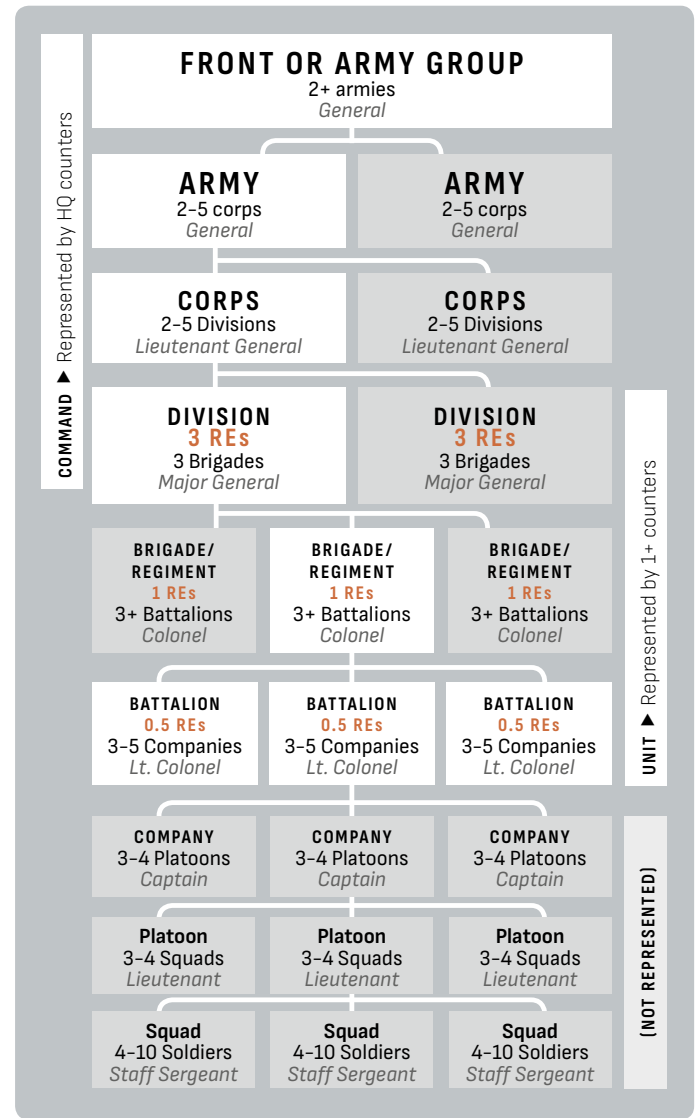 FRONT OR ARMY GROUP
2+ armies
General
ARMY
2-5 corps
General
ARMY
2-5 corps
General
CORPS
2-5 Divisions
Lieutenant General
CORPS
2-5 Divisions
Lieutenant General
DIVISION
3 REs
3 Brigades
Major General
DIVISION
3 REs
3 Brigades
Major General
BRIGADE/
REGIMENT
1 REs
3+ Battalions
Colonel
BRIGADE/
REGIMENT
1 REs
3+ Battalions
Colonel
BRIGADE/
REGIMENT
1 REs
3+ Battalions
Colonel
BATTALION
0.5 REs
3-5 Companies
Lt. Colonel
BATTALION
0.5 REs
3-5 Companies
Lt. Colonel
BATTALION
0.5 REs
3-5 Companies
Lt. Colonel
COMPANY
3-4 Platoons
Captain
COMPANY
3-4 Platoons
Captain
COMPANY
3-4 Platoons
Captain
Platoon
3-4 Squads
Lieutenant
Platoon
3-4 Squads
Lieutenant
Platoon
3-4 Squads
Lieutenant
Squad
4-10 Soldiers
Staff Sergeant
Squad
4-10 Soldiers
Staff Sergeant
Squad
4-10 Soldiers
Staff Sergeant
COMMAND ▶ Represented by HQ counters
UNIT ▶ Represented by 1+ counters
(NOT REPRESENTED)